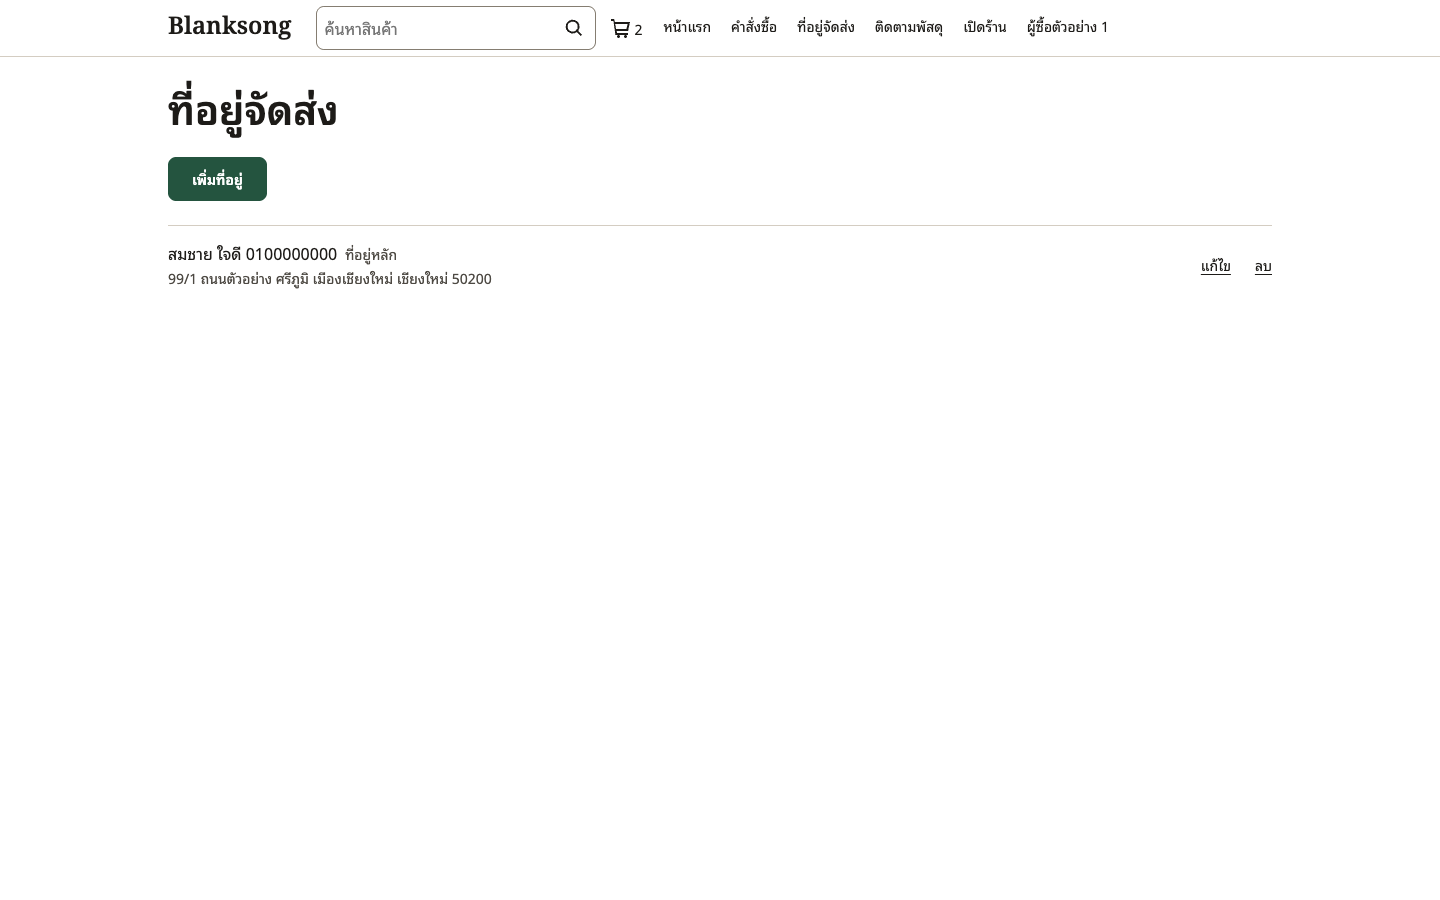 Blanksong
ค้นหาสินค้า
2
หน้าแรก
คำสั่งซื้อ
ที่อยู่จัดส่ง
ติดตามพัสดุ
เปิดร้าน
ผู้ซื้อตัวอย่าง 1
ที่อยู่จัดส่ง
เพิ่มที่อยู่
สมชาย ใจดี 0100000000 ที่อยู่หลัก
99/1 ถนนตัวอย่าง ศรีภูมิ เมืองเชียงใหม่ เชียงใหม่ 50200
แก้ไข
ลบ